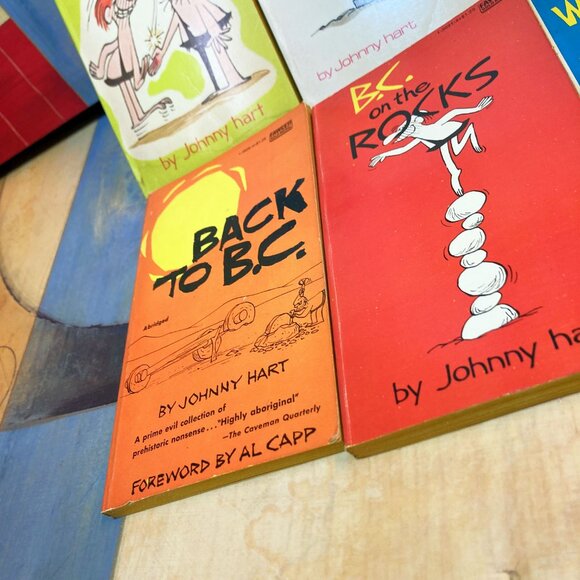 by Johnny hart
by Johnny hart
FAWCETT
BACK
TO B.C.
Abridged
BY JOHNNY HART
A prime evil collection of
prehistoric nonsense..."Highly aboriginal"
—The Caveman Quarterly
FOREWORD BY AL CAPP
B.C.
on the
ROCKS
by Johnny ha
W